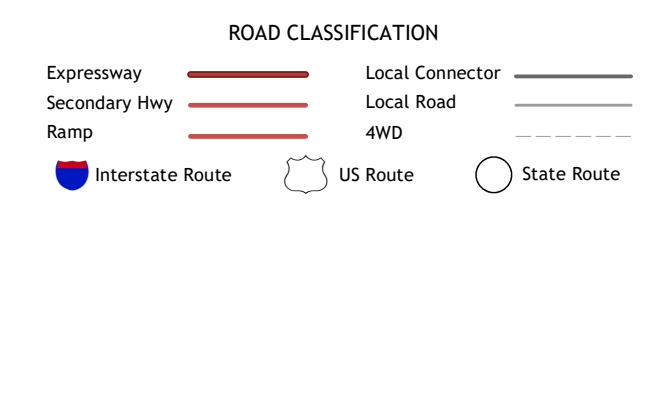 ROAD CLASSIFICATION
Expressway
Local Connector
Secondary Hwy
Local Road
Ramp
4WD
Interstate Route
US Route
State Route